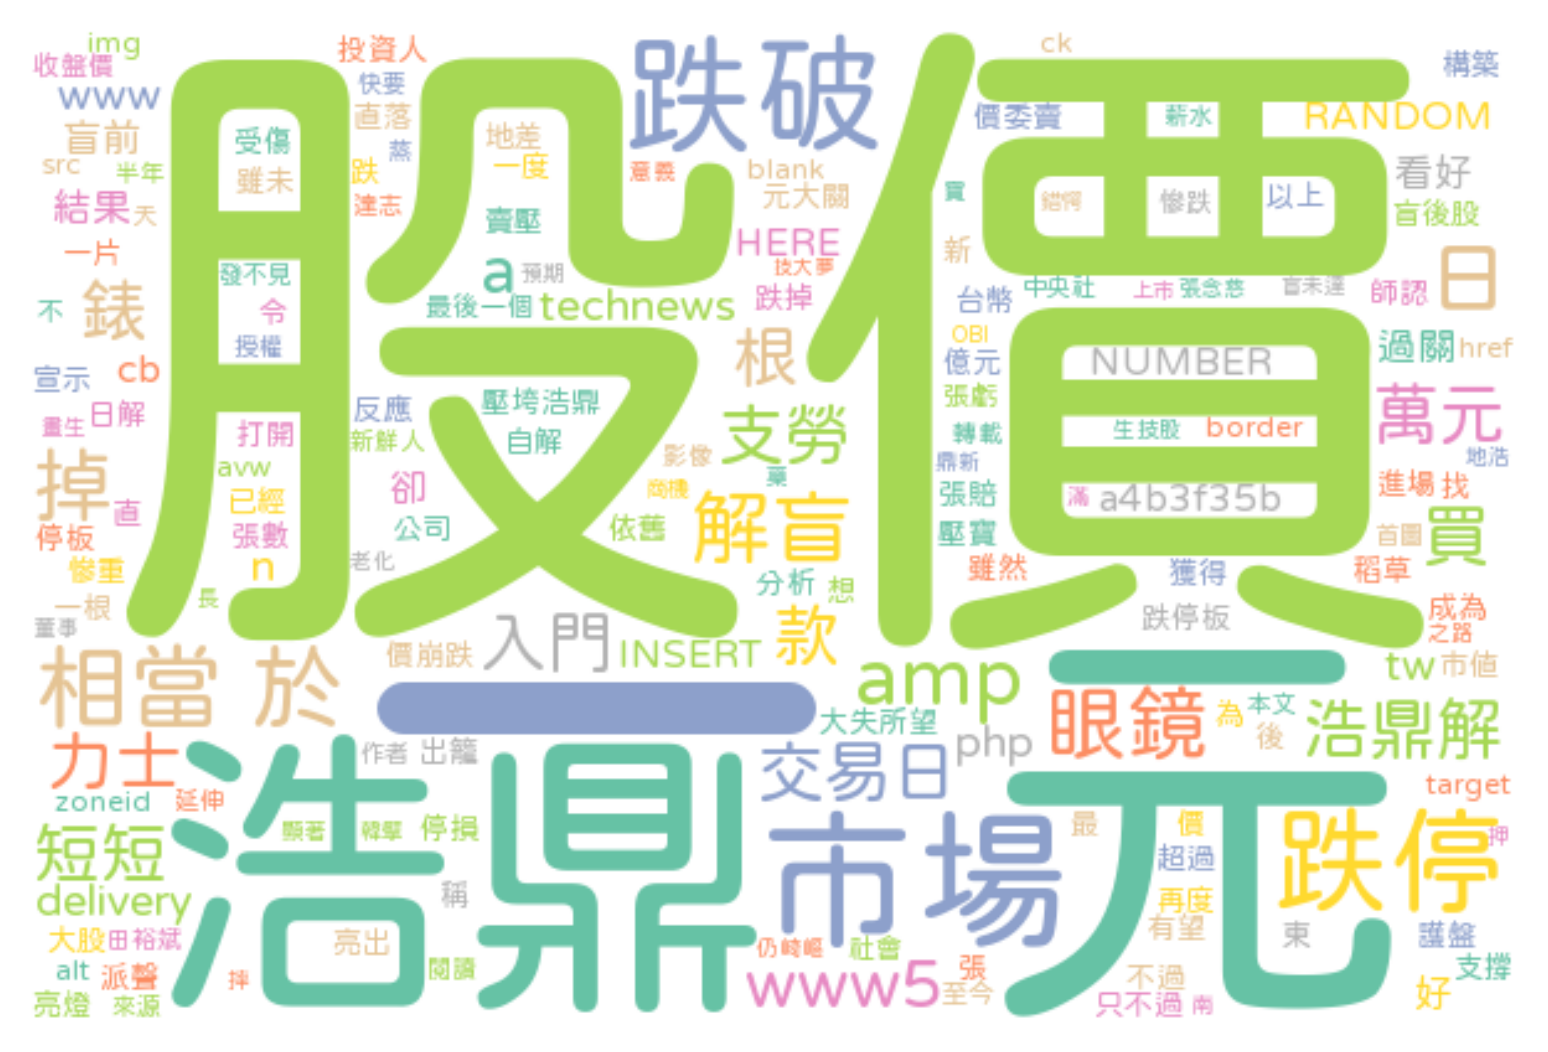 img
收盤價
www
盲前
src
半年
結果
天
一片
不
錶
宣示
cb
畫生
日解
掉
直
停板
慘重
一根
董事
長
股價
受傷
雖未
發不見
令
授權
打開
avw
已經
張數
n
投資人
快要
直落
蒸
跌
達志
地差
一度
賣壓
a
預期
最後一個
technews
跌破
意義
blank
元大關
HERE
技大夢
跌掉
根
反應
新鮮人
壓垮浩鼎
自解
卻
公司
老化
影像
商機
依舊
支勞
藥
解盲
分析
想
款
價崩跌
入門
INSERT
ck
構築
價委賣
薪水
RANDOM
看好
買
錯愕
慘跌
以上
盲後股
新
日
台幣
中央社
上市
張念慈
盲未達
師認
OBI
億元
NUMBER
過關
href
張虧
萬元
轉載
生技股
border
鼎新
地浩
張賠
滿
a4b3f35b
進場
找
壓寶
首圖
買
雖然
獲得
稻草
跌停板
成為
之路
相當
於
一
amp
tw
市值
力士
作者
出籠
大失所望
眼鏡
為
本文
後
浩鼎解
交易日
php
zoneid
延伸
target
浩鼎
元
短短
顯著
韓擎
停損
市場
最
價
超過
跌停
押
delivery
稱
再度
有望
東
大股
田裕斌
亮出
仍崎嶇
社會
護盤
alt
派聲
摔
閱讀
www5
至今
張
不過
支撐
亮燈
來源
只不過
南
好